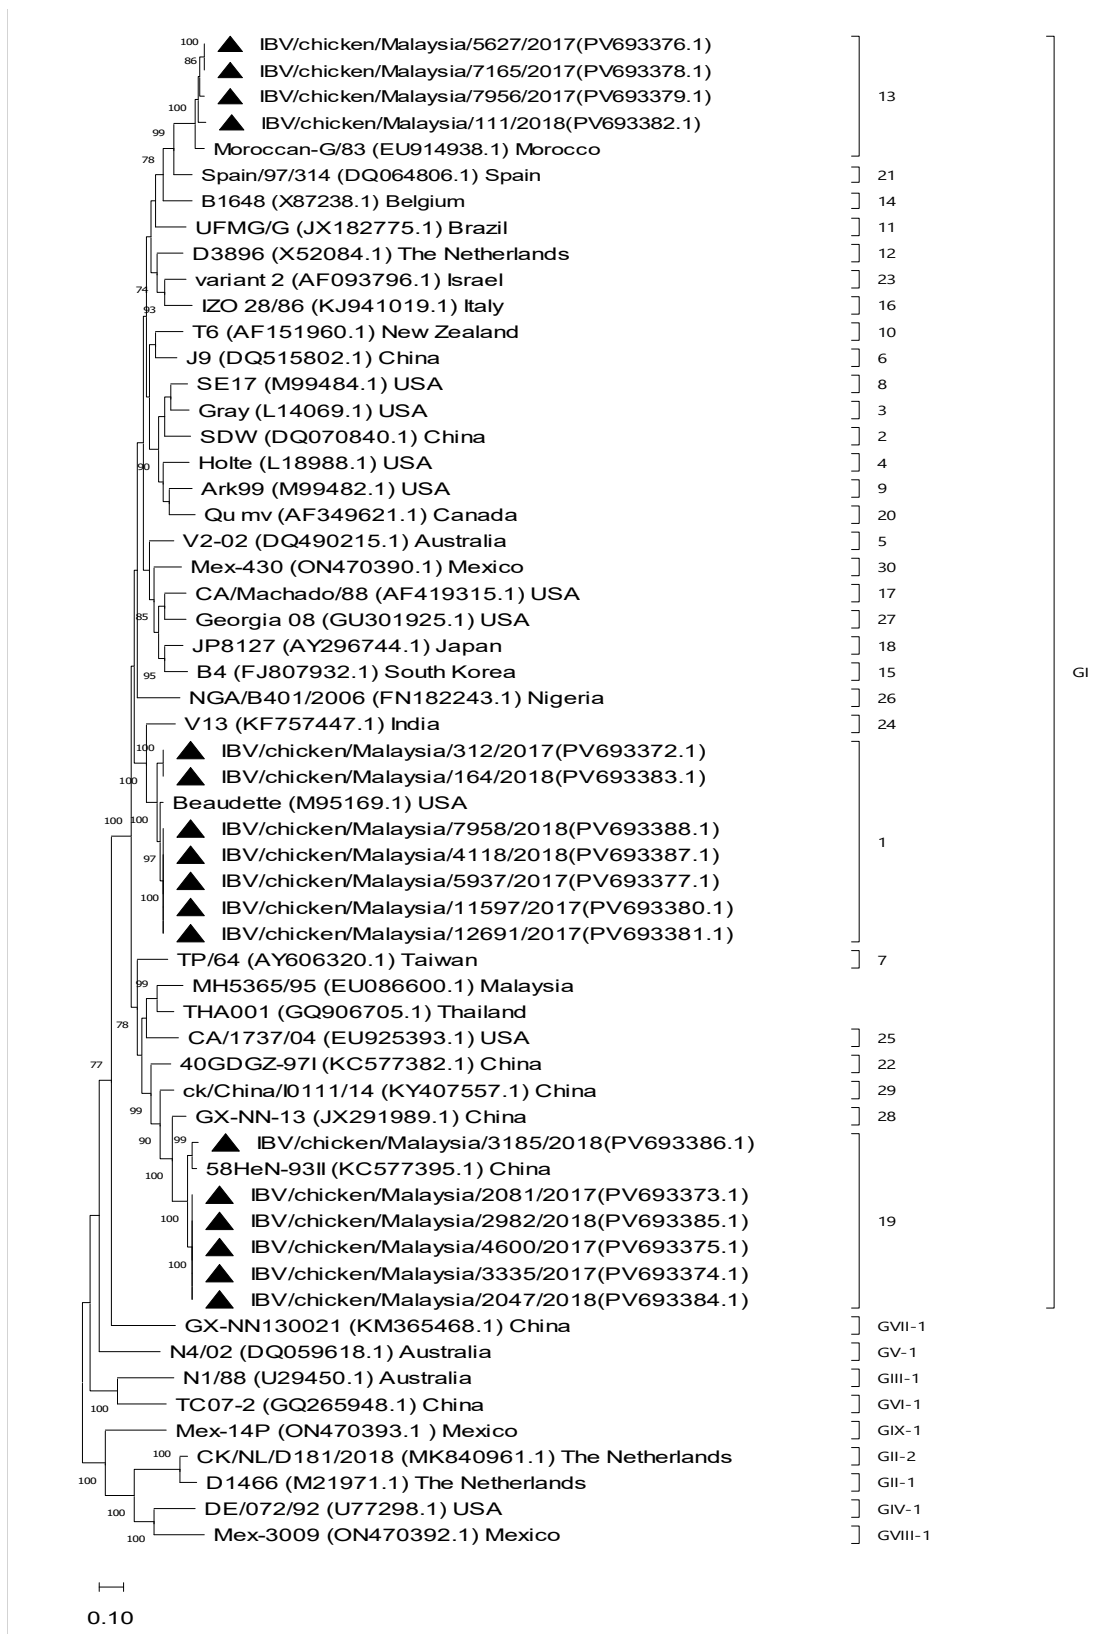 100 IBV/chicken/Malaysia/5627/2017(PV693376.1)
86
IBV/chicken/Malaysia/7165/2017(PV693378.1)
IBV/chicken/Malaysia/7956/2017(PV693379.1) 13
100
IBV/chicken/Malaysia/111/2018(PV693382.1)
99
Moroccan-G/83 (EU914938.1) Morocco
78
Spain/97/314 (DQ064806.1) Spain 21
B1648 (X87238.1) Belgium 14
UFMG/G (JX182775.1) Brazil 11
D3896 (X52084.1) The Netherlands 12
variant 2 (AF093796.1) Israel 23
74
IZO 28/86 (KJ941019.1) Italy 16
93
T6 (AF151960.1) New Zealand 10
J9 (DQ515802.1) China 6
SE17 (M99484.1) USA 8
Gray (L14069.1) USA 3
SDW (DQ070840.1) China 2
Holte (L18988.1) USA 4
90
Ark99 (M99482.1) USA 9
Qu mv (AF349621.1) Canada 20
V2-02 (DQ490215.1) Australia 5
Mex-430 (ON470390.1) Mexico 30
CA/Machado/88 (AF419315.1) USA 17
85
Georgia 08 (GU301925.1) USA 27
JP8127 (AY296744.1) Japan 18
95
B4 (FJ807932.1) South Korea 15
GI
NGA/B401/2006 (FN182243.1) Nigeria 26
V13 (KF757447.1) India 24
100
IBV/chicken/Malaysia/312/2017(PV693372.1)
100
IBV/chicken/Malaysia/164/2018(PV693383.1)
Beaudette (M95169.1) USA
100 100
IBV/chicken/Malaysia/7958/2018(PV693388.1)
1
97
IBV/chicken/Malaysia/4118/2018(PV693387.1)
IBV/chicken/Malaysia/5937/2017(PV693377.1)
100
IBV/chicken/Malaysia/11597/2017(PV693380.1)
IBV/chicken/Malaysia/12691/2017(PV693381.1)
TP/64 (AY606320.1) Taiwan 7
99
MH5365/95 (EU086600.1) Malaysia
THA001 (GQ906705.1) Thailand
78
CA/1737/04 (EU925393.1) USA 25
77
40GDGZ-97I (KC577382.1) China 22
ck/China/I0111/14 (KY407557.1) China 29
99
GX-NN-13 (JX291989.1) China 28
90 99
IBV/chicken/Malaysia/3185/2018(PV693386.1)
58HeN-93II (KC577395.1) China
100
IBV/chicken/Malaysia/2081/2017(PV693373.1)
100
IBV/chicken/Malaysia/2982/2018(PV693385.1) 19
IBV/chicken/Malaysia/4600/2017(PV693375.1)
100
IBV/chicken/Malaysia/3335/2017(PV693374.1)
IBV/chicken/Malaysia/2047/2018(PV693384.1)
GX-NN130021 (KM365468.1) China GVII-1
N4/02 (DQ059618.1) Australia GV-1
N1/88 (U29450.1) Australia GIII-1
TC07-2 (GQ265948.1) China GVI-1
100
Mex-14P (ON470393.1 ) Mexico GIX-1
100
CK/NL/D181/2018 (MK840961.1) The Netherlands GII-2
100
D1466 (M21971.1) The Netherlands GII-1
100
DE/072/92 (U77298.1) USA GIV-1
100
Mex-3009 (ON470392.1) Mexico GVIII-1
0.10